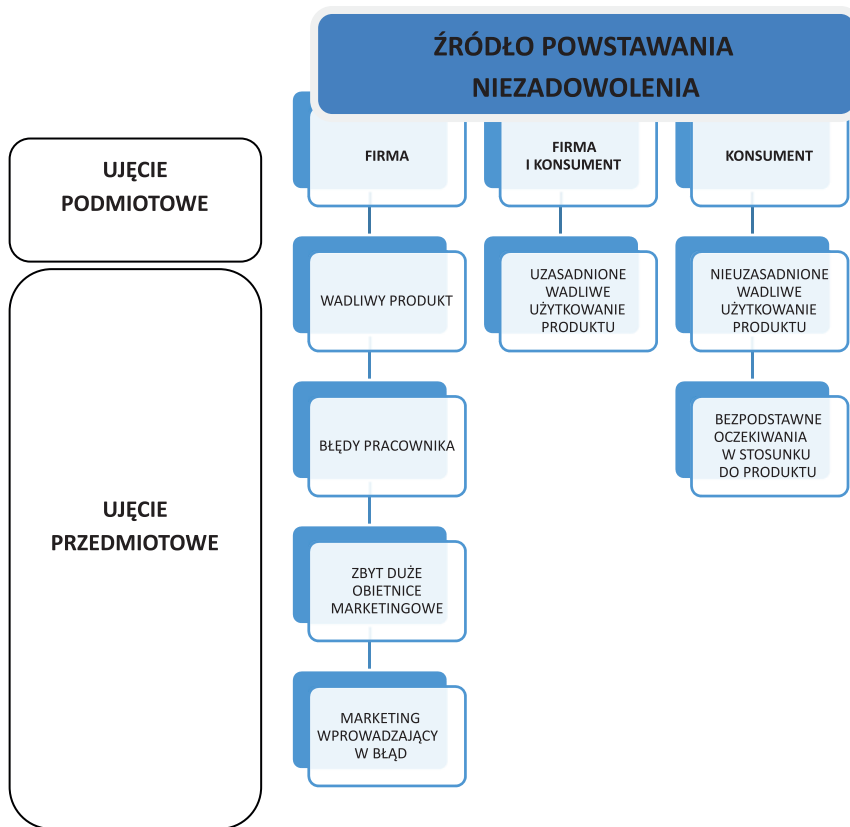 ŹRÓDŁO POWSTAWANIA
NIEZADOWOLENIA
UJĘCIE
PODMIOTOWE
FIRMA
FIRMA
I KONSUMENT
KONSUMENT
UJĘCIE
PRZEDMIOTOWE
WADLIWY PRODUKT
BŁĘDY PRACOWNIKA
ZBYT DUŻE
OBIETNICE
MARKETINGOWE
MARKETING
WPROWADZAJĄCY
W BŁĄD
UZASADNIONE
WADLIWE
UŻYTKOWANIE
PRODUKTU
NIEUZASADNIONE
WADLIWE
UŻYTKOWANIE
PRODUKTU
BEZPODSTAWNE
OCZEKIWANIA
W STOSUNKU
DO PRODUKTU